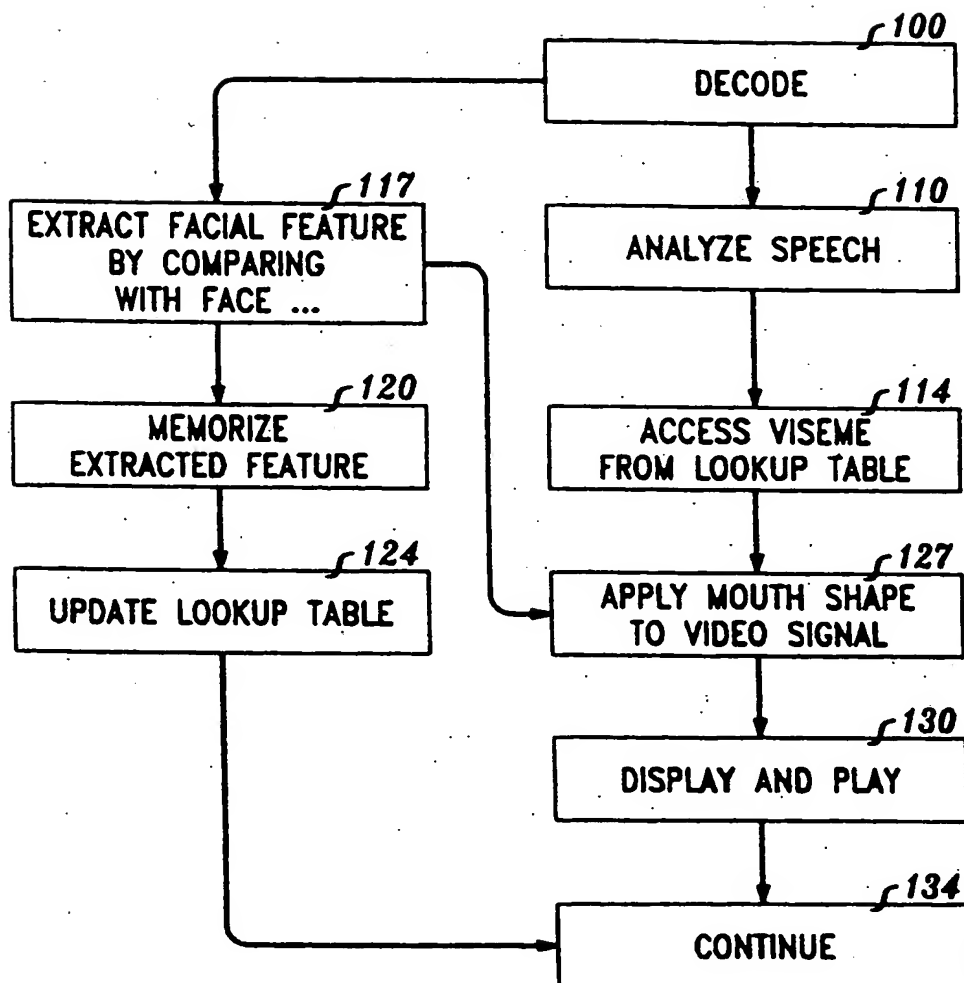 100
DECODE
117
EXTRACT FACIAL FEATURE
BY COMPARING
WITH FACE ...
110
ANALYZE SPEECH
120
MEMORIZE
EXTRACTED FEATURE
114
ACCESS VISEME
FROM LOOKUP TABLE
124
UPDATE LOOKUP TABLE
127
APPLY MOUTH SHAPE
TO VIDEO SIGNAL
130
DISPLAY AND PLAY
134
CONTINUE